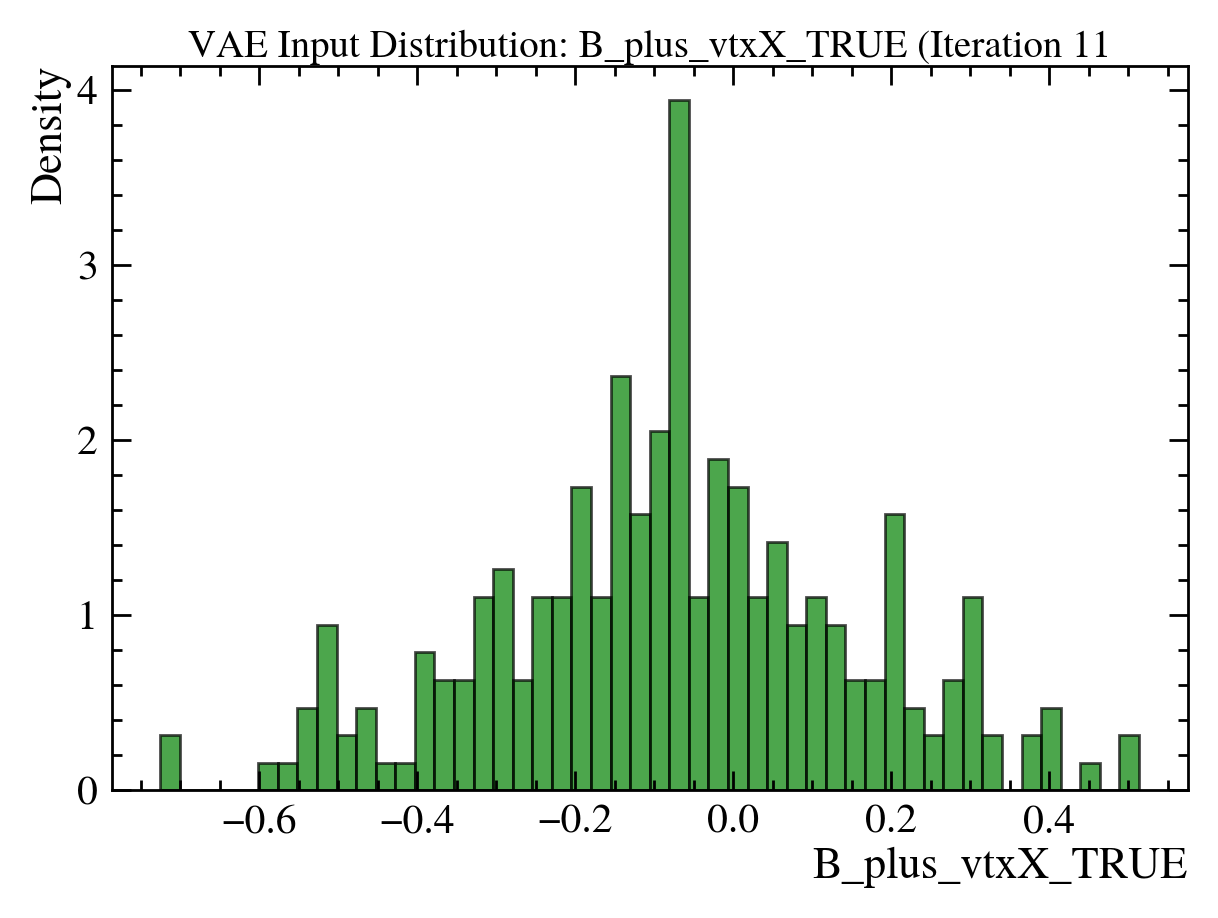 VAE Input Distribution: B_plus_vtxX_TRUE (Iteration 11
Density
4
3
2
1
0
−0.6 −0.4 −0.2 0.0 0.2 0.4
B_plus_vtxX_TRUE